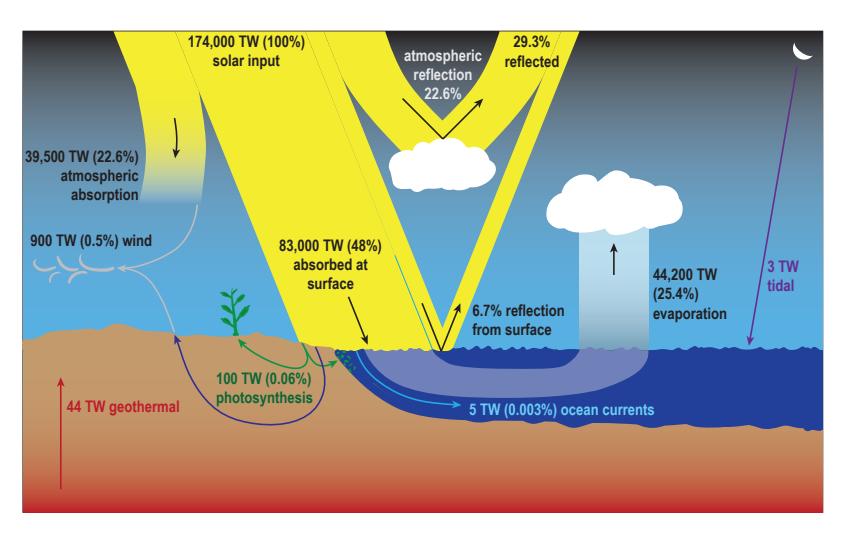 174,000 TW (100%)
solar input
atmospheric
reflection
22.6%
29.3%
reflected
39,500 TW (22.6%)
atmospheric
absorption
900 TW (0.5%) wind
83,000 TW (48%)
absorbed at
surface
6.7% reflection
from surface
44,200 TW
(25.4%)
evaporation
3 TW
tidal
100 TW (0.06%)
photosynthesis
44 TW geothermal
5 TW (0.003%) ocean currents